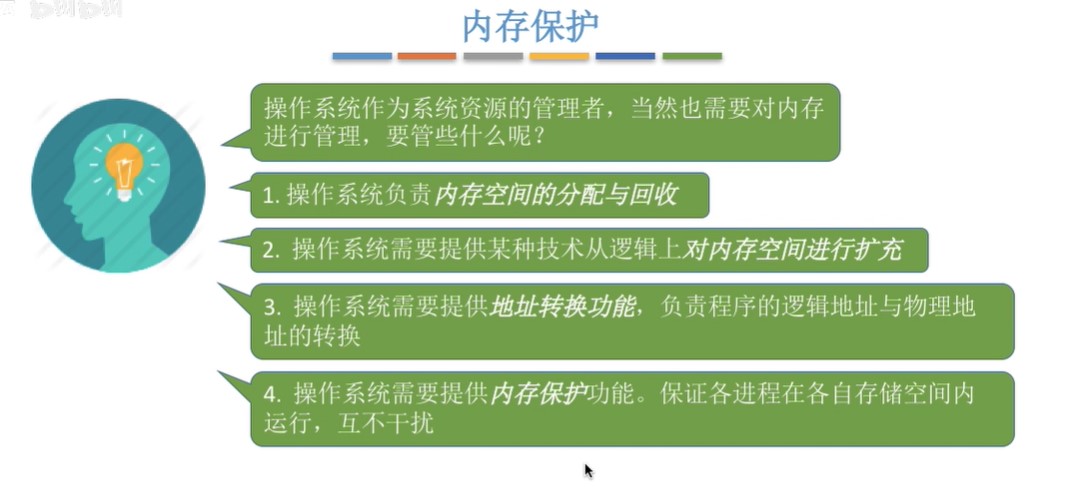 内存保护
操作系统作为系统资源的管理者，当然也需要对内存
进行管理，要管些什么呢？
1. 操作系统负责内存空间的分配与回收
2. 操作系统需要提供某种技术从逻辑上对内存空间进行扩充
3. 操作系统需要提供地址转换功能，负责程序的逻辑地址与物理地
址的转换
4. 操作系统需要提供内存保护功能。保证各进程在各自存储空间内
运行，互不干扰